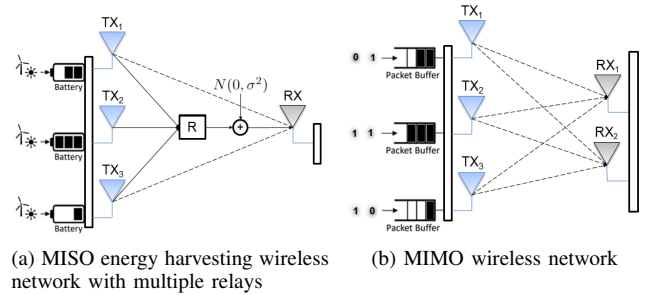 TX1
Battery
TX2
Battery
TX3
Battery
R
N(0, σ²)
+
RX
TX1
0 1
Packet Buffer
TX2
1 1
Packet Buffer
TX3
1 0
Packet Buffer
RX1
RX2
(a) MISO energy harvesting wireless
network with multiple relays
(b) MIMO wireless network